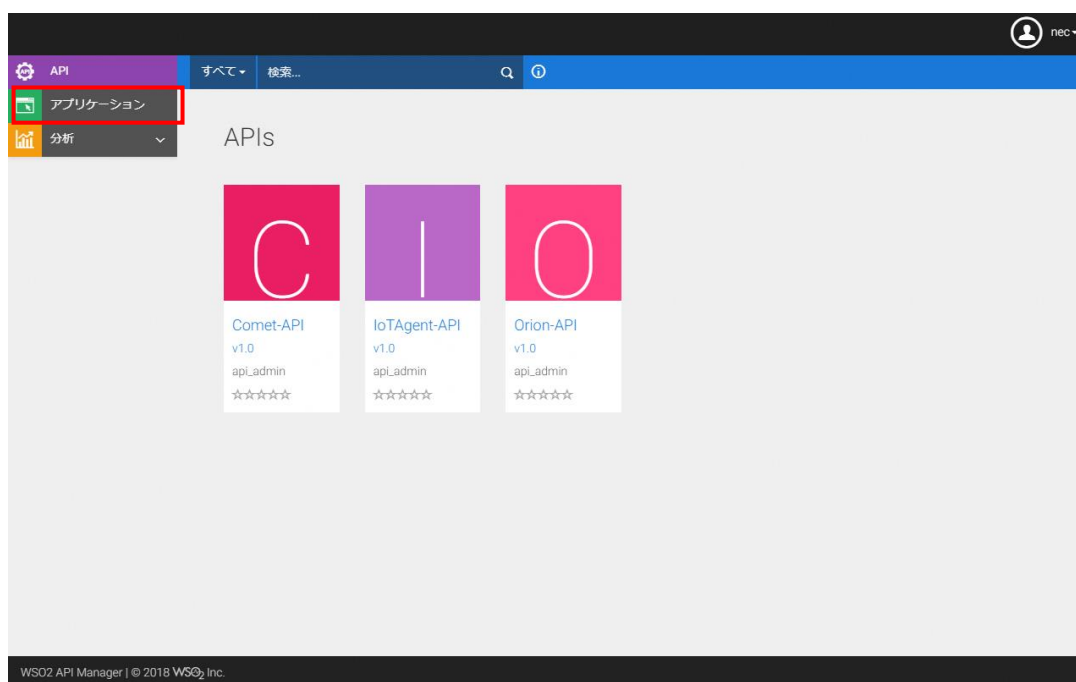 nec
API
すべて 検索...
アプリケーション
分析
APIs
C I O
Comet-API IoTAgent-API Orion-API
v1.0 v1.0 v1.0
api_admin api_admin api_admin
WSO2 API Manager | © 2018 WSO2 Inc.